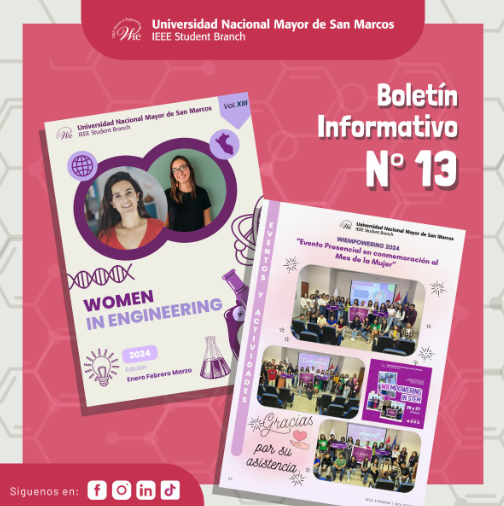 Universidad Nacional Mayor de San Marcos
IEEE Student Branch
Boletín
Informativo
N° 13
Universidad Nacional Mayor de San Marcos
IEEE Student Branch
Vol. XIII
WOMEN
IN ENGINEERING
2024
Edición
Enero Febrero Marzo
Universidad Nacional Mayor de San Marcos
IEEE Student Branch
WIEMPOWERING 2024
"Evento Presencial en conmemoración al
Mes de la Mujer"
EVENTOS Y ACTIVIDADES
WIEMPOWERING
Gracias
por su
asistencia
Siguenos en: